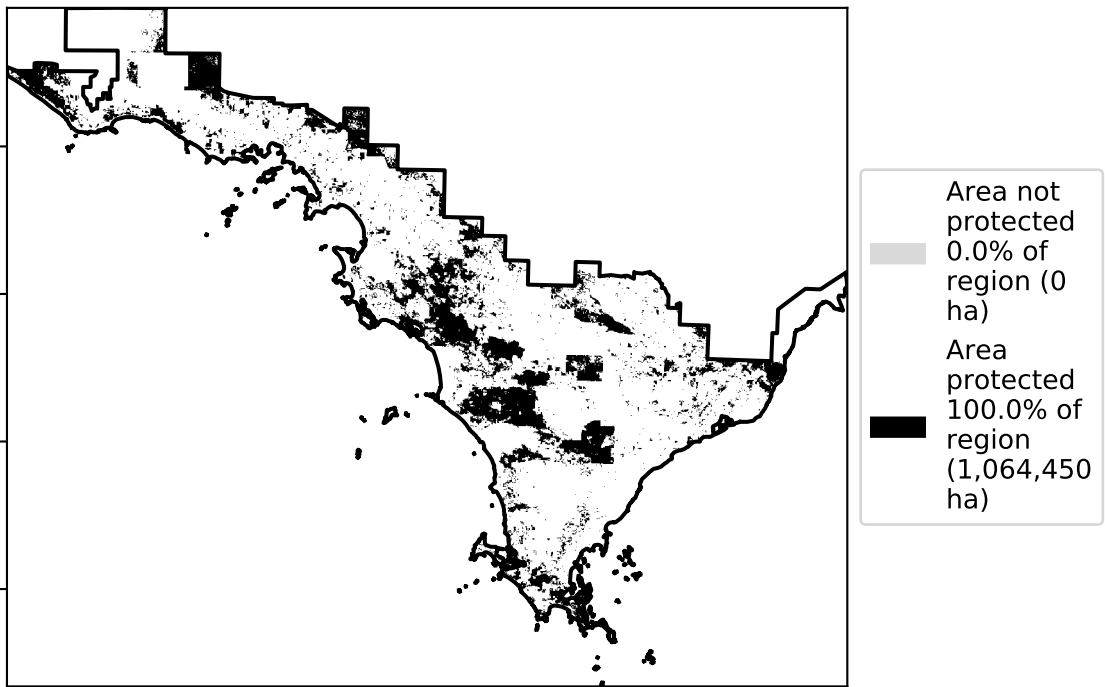 Area not
protected
0.0% of
region (0
ha)
Area
protected
100.0% of
region
(1,064,450
ha)